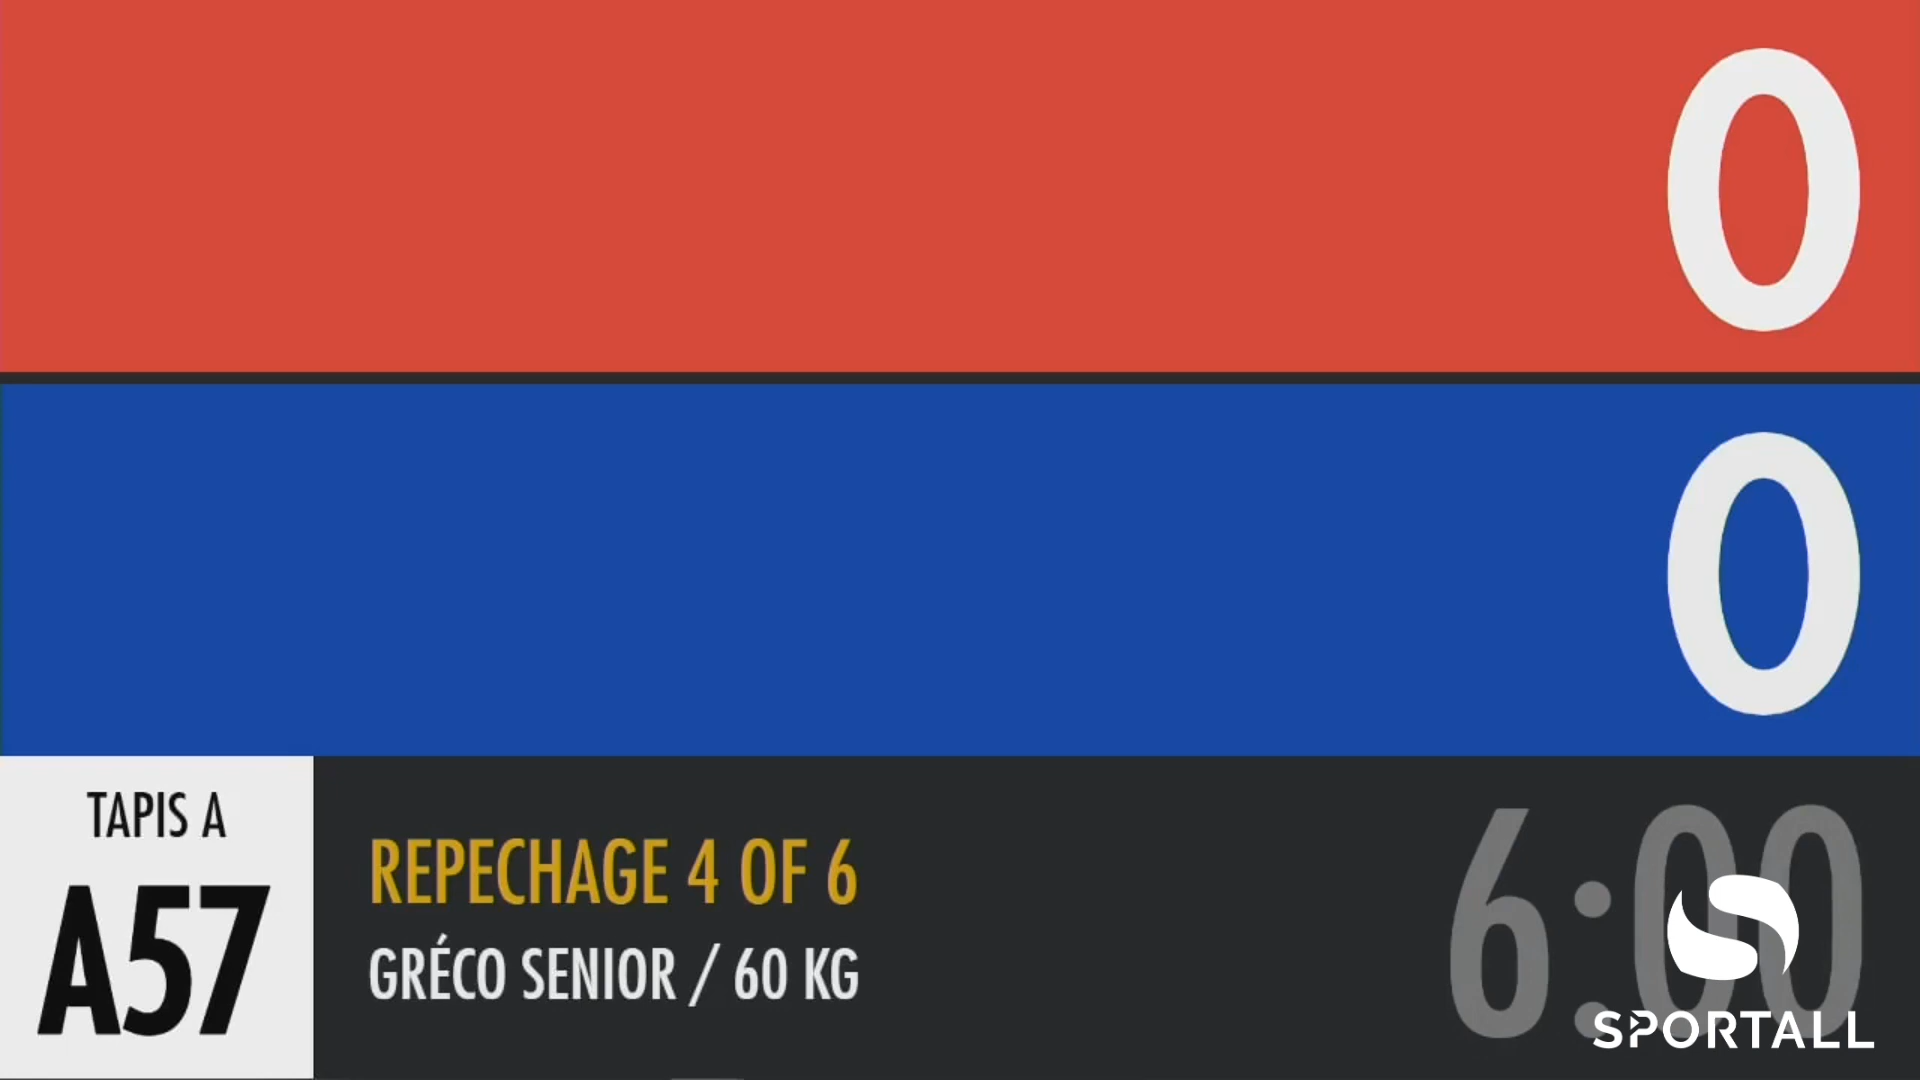 0
0
TAPIS A
A57
REPECHAGE 4 OF 6
GRÉCO SENIOR / 60 KG
6:00
SPORTALL